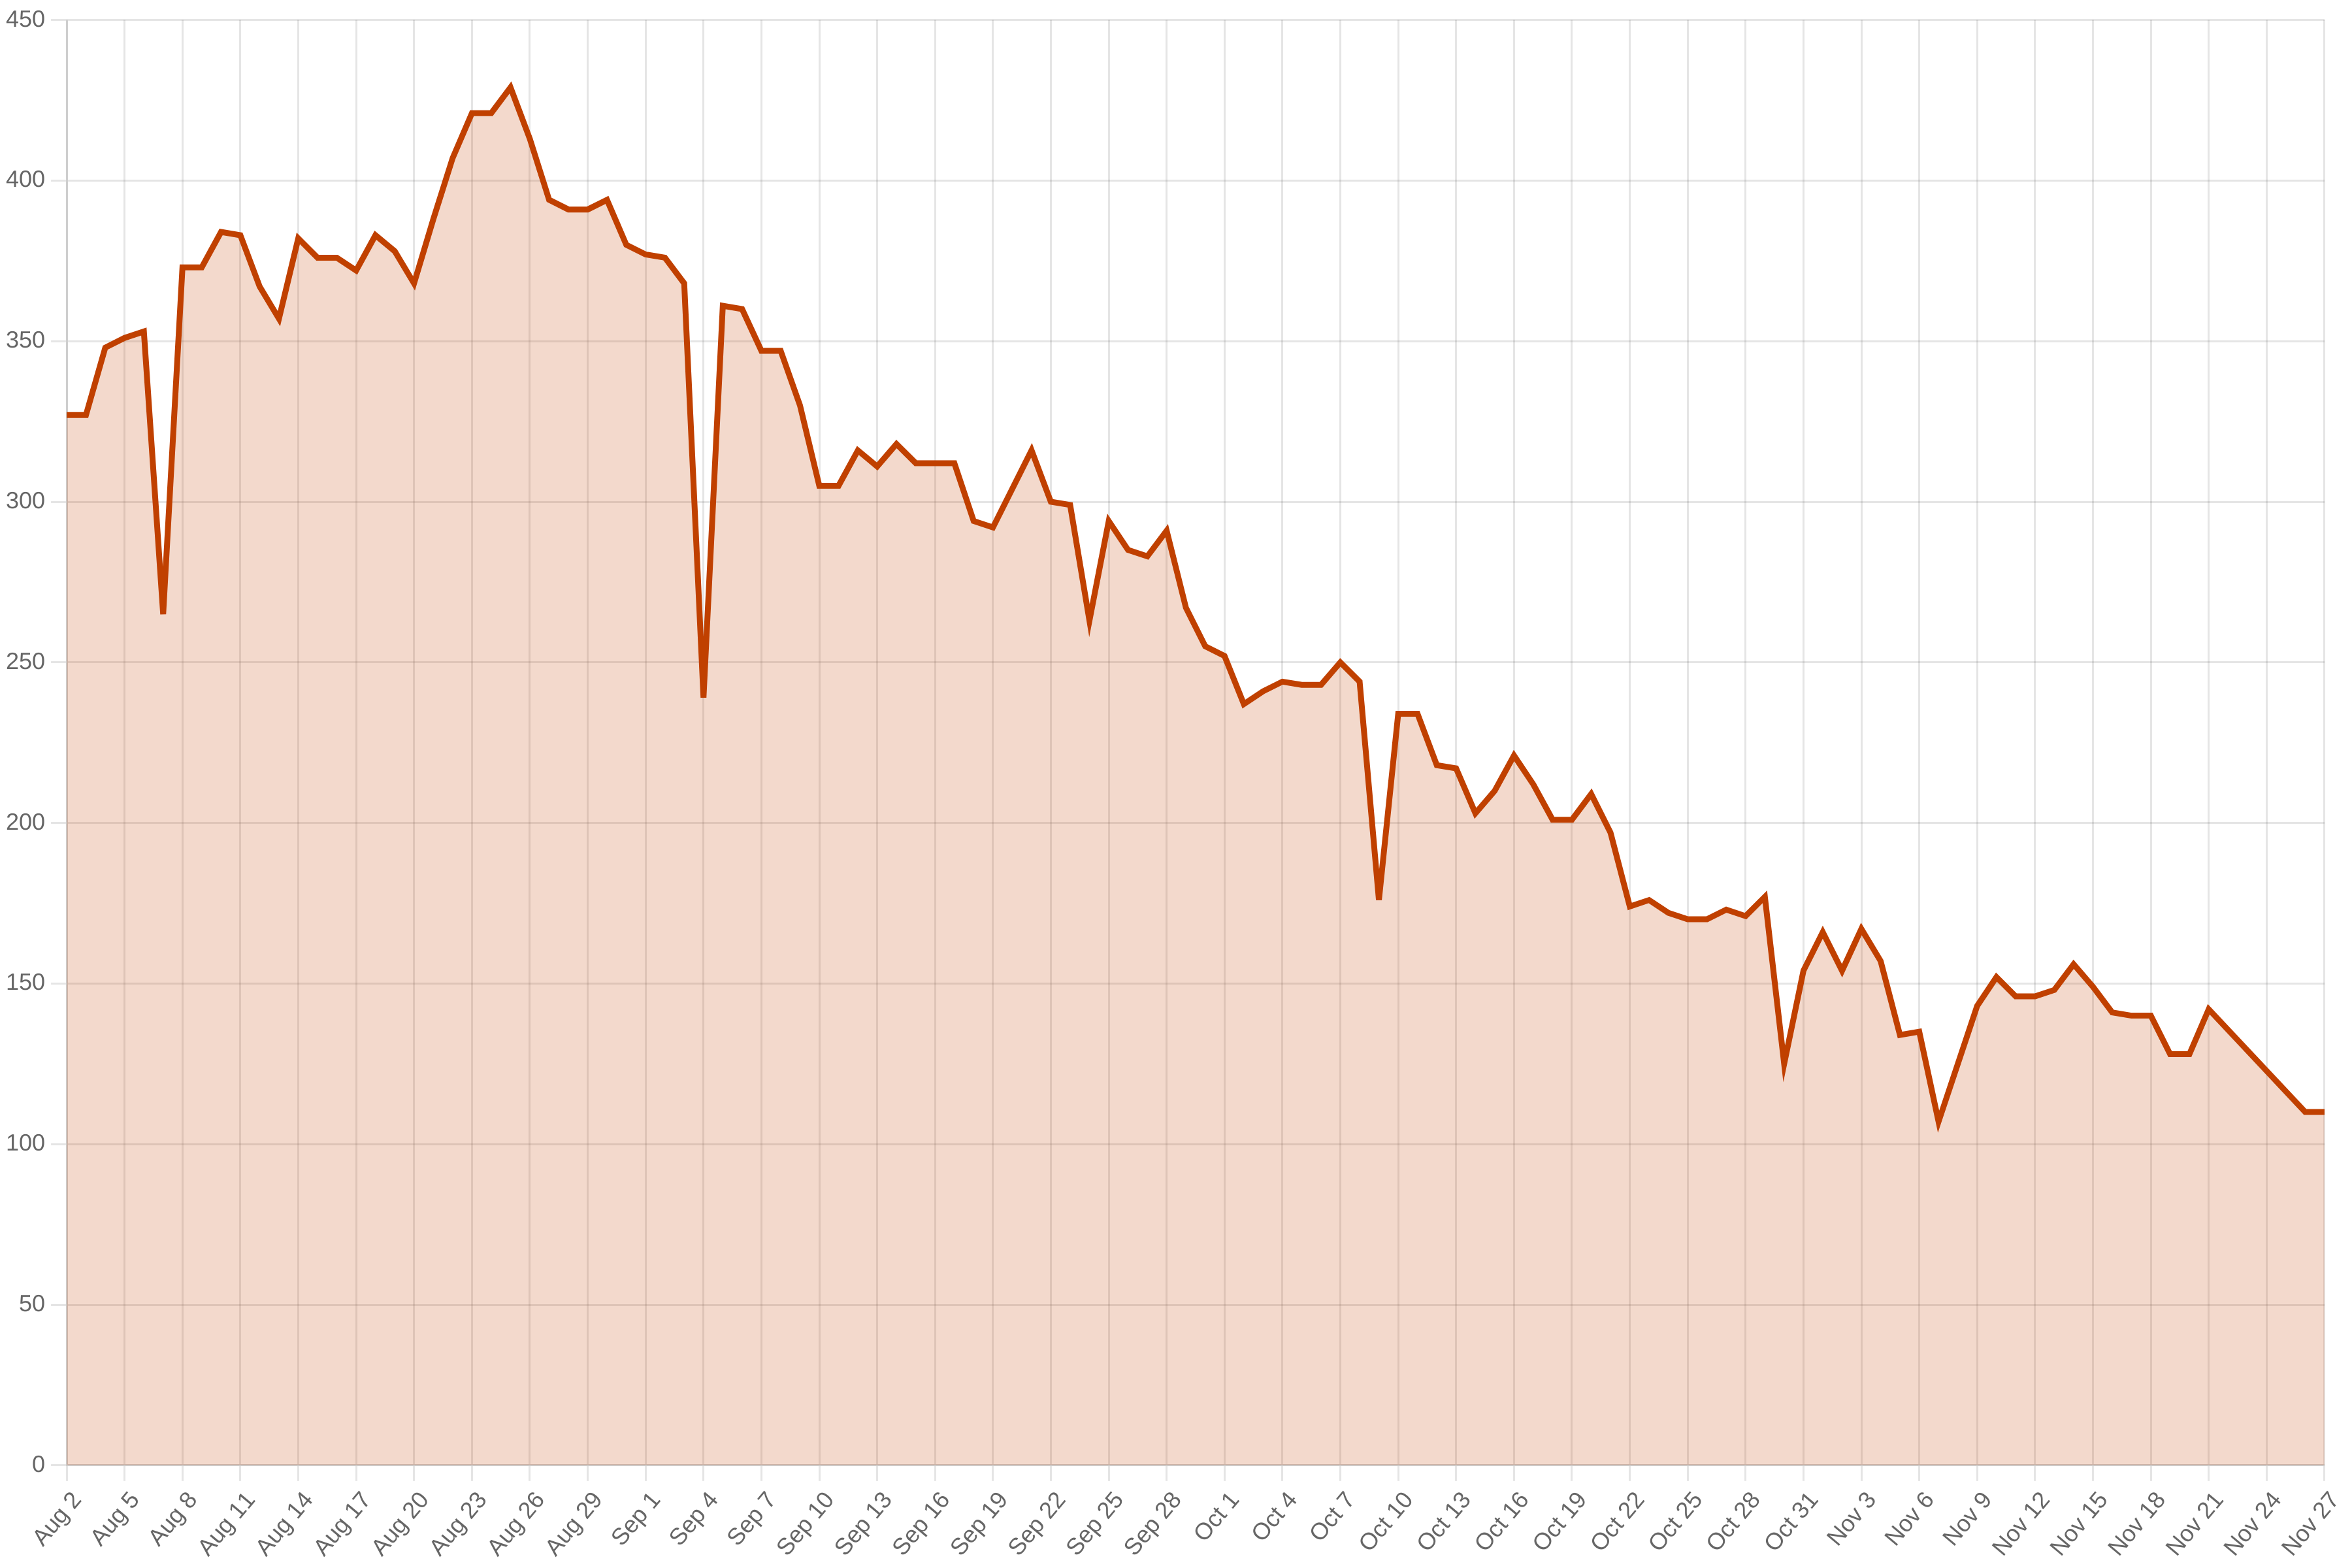 450
400
350
300
250
200
150
100
50
0
Aug 2
Aug 5
Aug 8
Aug 11
Aug 14
Aug 17
Aug 20
Aug 23
Aug 26
Aug 29
Sep 1
Sep 4
Sep 7
Sep 10
Sep 13
Sep 16
Sep 19
Sep 22
Sep 25
Sep 28
Oct 1
Oct 4
Oct 7
Oct 10
Oct 13
Oct 16
Oct 19
Oct 22
Oct 25
Oct 28
Oct 31
Nov 3
Nov 6
Nov 9
Nov 12
Nov 15
Nov 18
Nov 21
Nov 24
Nov 27